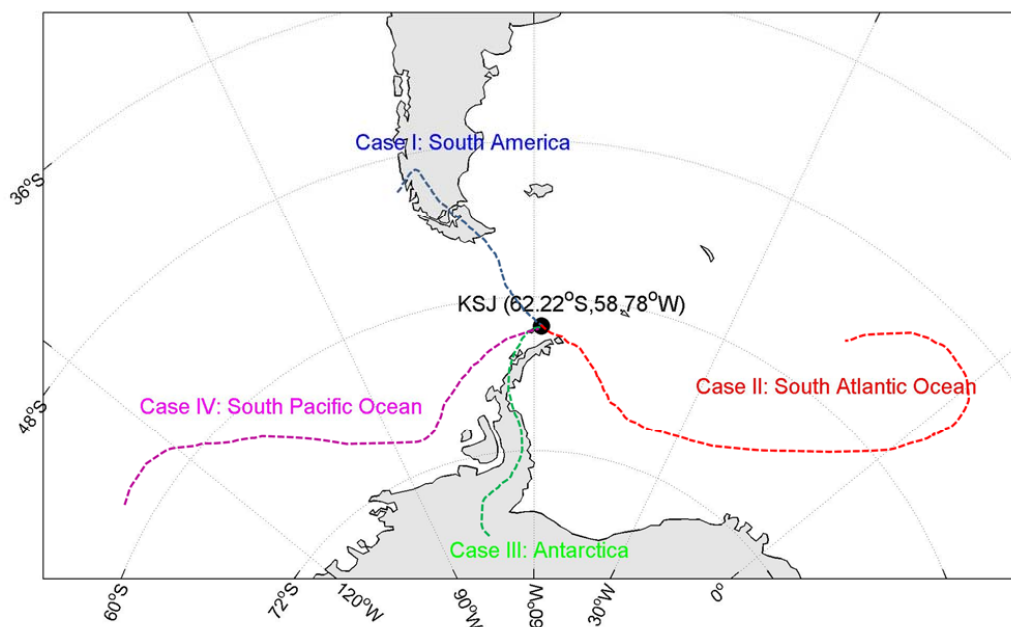 Case I: South America
36°S
KSJ (62.22°S,58.78°W)
Case II: South Atlantic Ocean
Case IV: South Pacific Ocean
48°S
Case III: Antarctica
60°S
72°S
120°W
90°W
60°W
30°W
0°